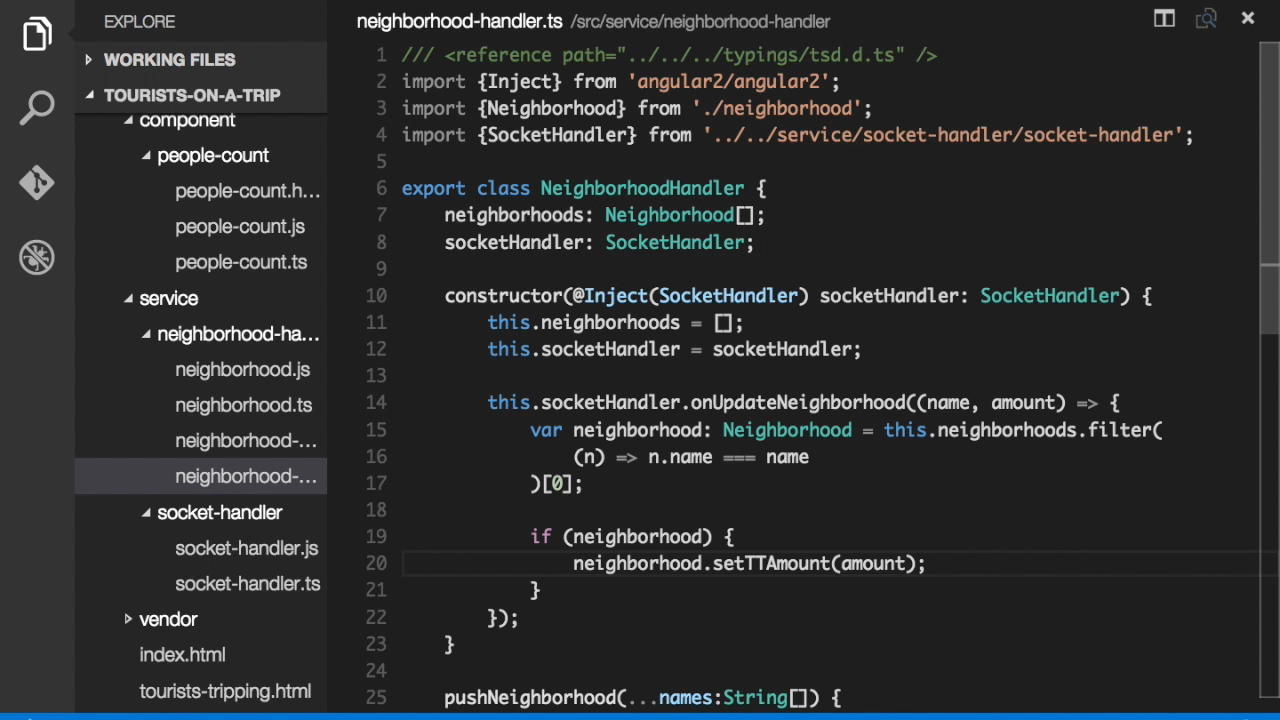 EXPLORE
WORKING FILES
TOURISTS-ON-A-TRIP
component
people-count
people-count.h...
people-count.js
people-count.ts
service
neighborhood-ha...
neighborhood.js
neighborhood.ts
neighborhood-...
neighborhood-...
socket-handler
socket-handler.js
socket-handler.ts
vendor
index.html
tourists-tripping.html
neighborhood-handler.ts /src/service/neighborhood-handler
1 /// <reference path="../../../typings/tsd.d.ts" />
2 import {Inject} from 'angular2/angular2';
3 import {Neighborhood} from './neighborhood';
4 import {SocketHandler} from '../../service/socket-handler/socket-handler';
5
6 export class NeighborhoodHandler {
7 neighborhoods: Neighborhood[];
8 socketHandler: SocketHandler;
9
10 constructor(@Inject(SocketHandler) socketHandler: SocketHandler) {
11 this.neighborhoods = [];
12 this.socketHandler = socketHandler;
13
14 this.socketHandler.onUpdateNeighborhood((name, amount) => {
15 var neighborhood: Neighborhood = this.neighborhoods.filter(
16 (n) => n.name === name
17 )[0];
18
19 if (neighborhood) {
20 neighborhood.setTTAmount(amount);
21 }
22 });
23 }
24
25 pushNeighborhood(...names:String[]) {